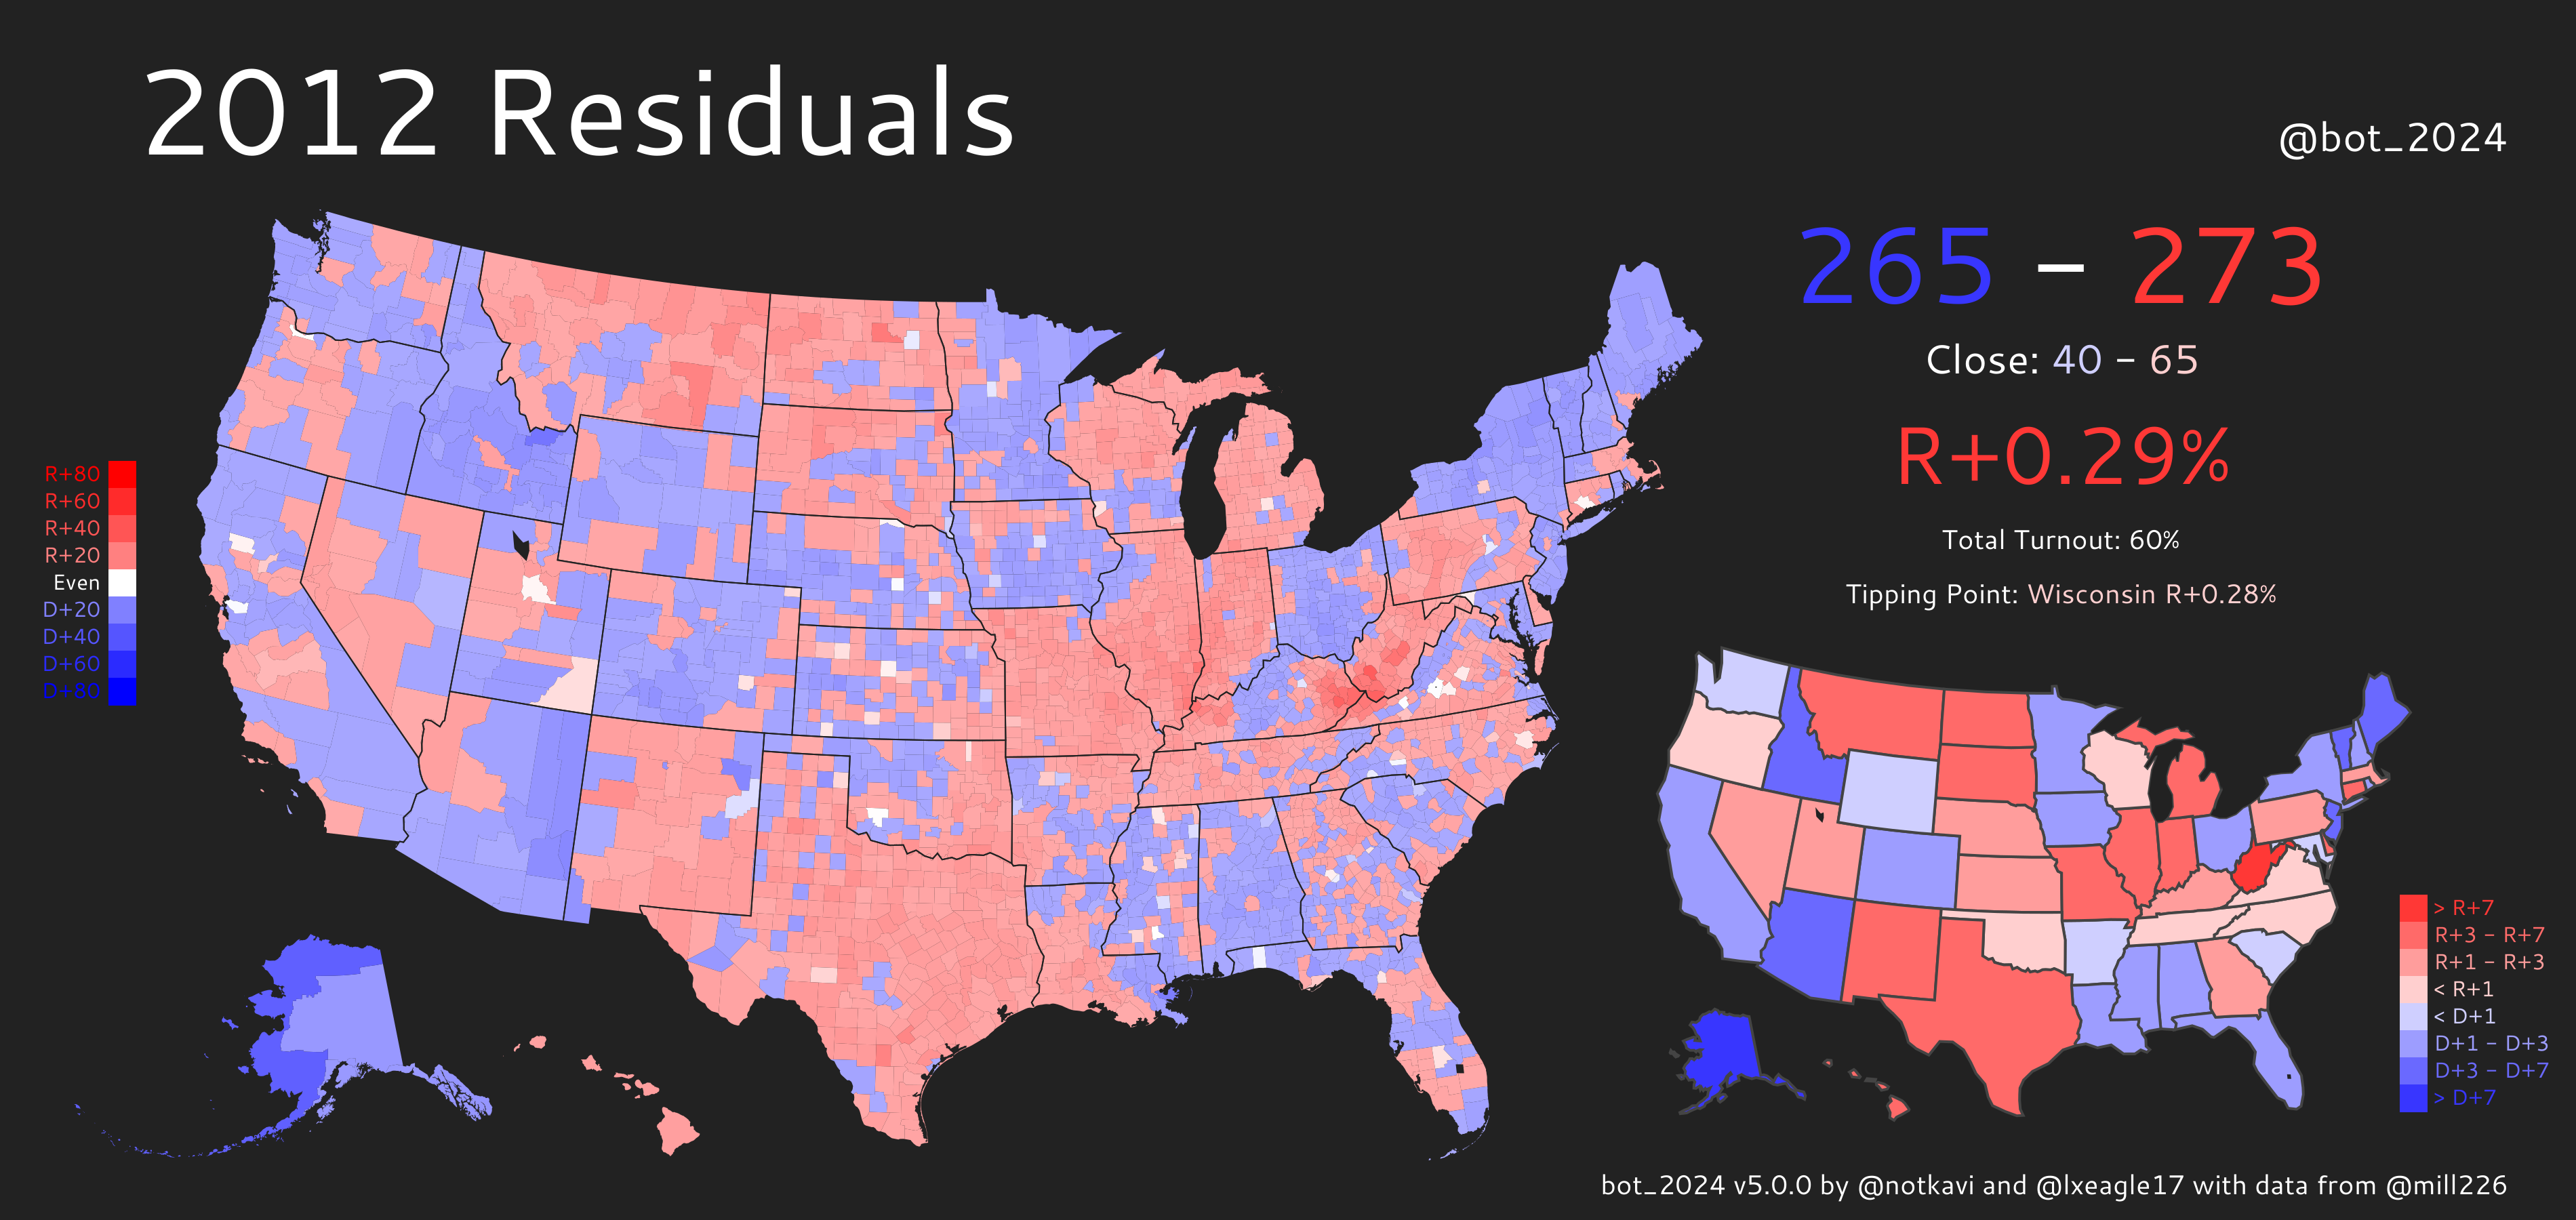 2012 Residuals
@bot_2024
265 – 273
Close: 40 – 65
R+0.29%
Total Turnout: 60%
Tipping Point: Wisconsin R+0.28%
R+80
R+60
R+40
R+20
Even
D+20
D+40
D+60
D+80
> R+7
R+3 – R+7
R+1 – R+3
< R+1
< D+1
D+1 – D+3
D+3 – D+7
> D+7
bot_2024 v5.0.0 by @notkavi and @lxeagle17 with data from @mill226